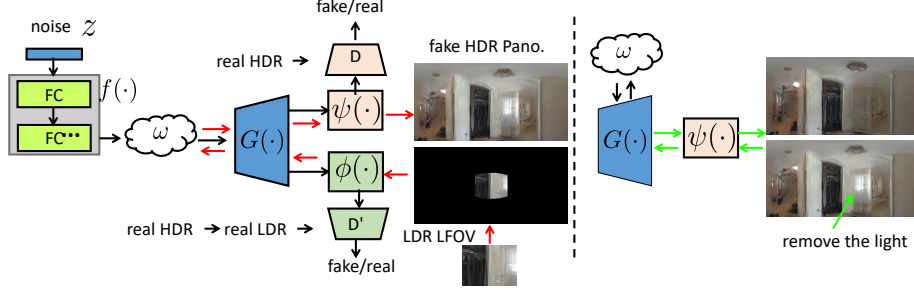 fake/real
noise z
real HDR
D
fake HDR Pano.
ω
FC
f(·)
ψ(·)
FC
...
ω
G(·)
G(·)
ψ(·)
ϕ(·)
real HDR
real LDR
D'
LDR LFOV
remove the light
fake/real